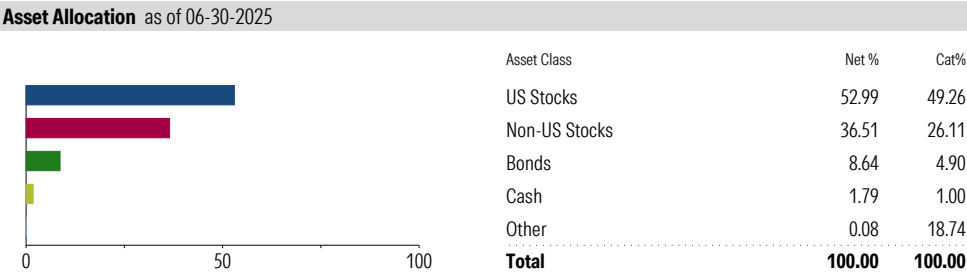 Asset Allocation as of 06-30-2025
Asset Class Net % Cat%
US Stocks 52.99 49.26
Non-US Stocks 36.51 26.11
Bonds 8.64 4.90
Cash 1.79 1.00
Other 0.08 18.74
0 50 100 Total 100.00 100.00